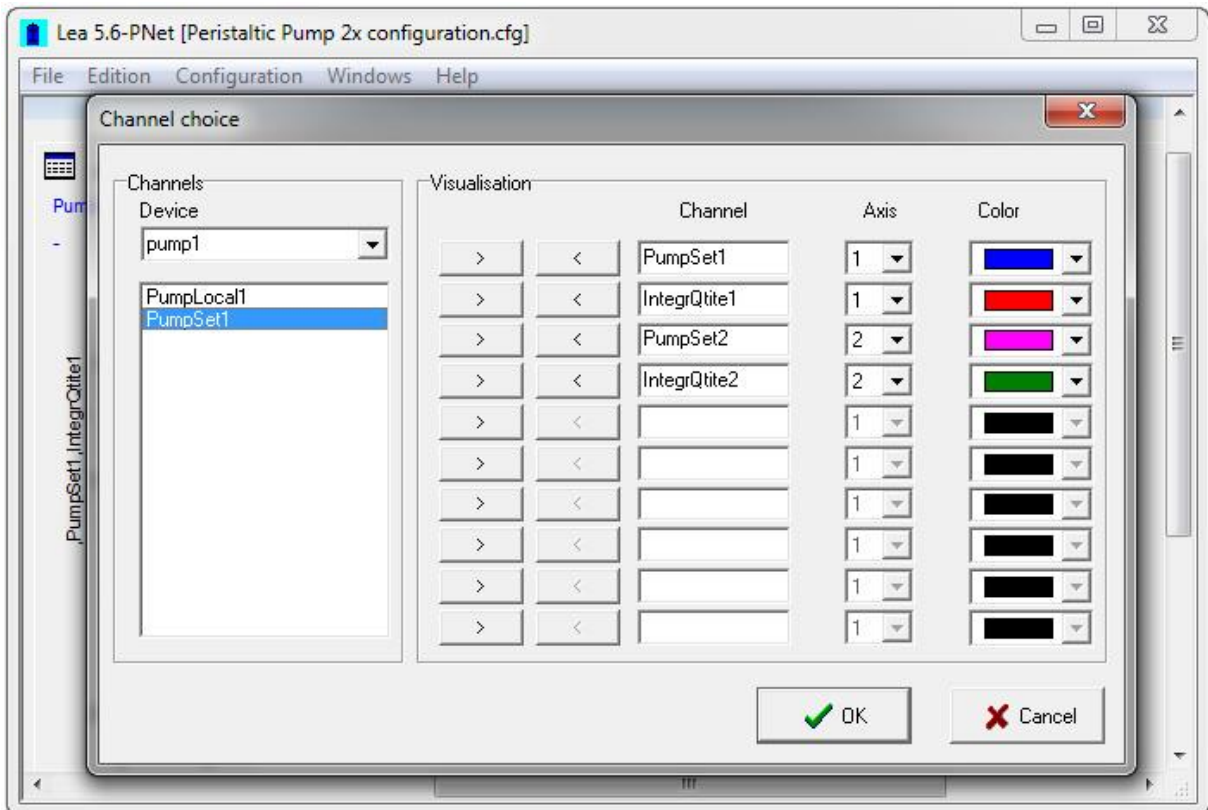 Lea 5.6-PNet [Peristaltic Pump 2x configuration.cfg]
File Edition Configuration Windows Help
Channel choice
Channels
Device
pump1
PumpLocal1
PumpSet1
Visualisation
Channel Axis Color
> < PumpSet1 1
> < IntegrQtite1 1
> < PumpSet2 2
> < IntegrQtite2 2
> < 1
> < 1
> < 1
> < 1
> < 1
> < 1
OK Cancel
-
,PumpSet1,IntegrQtite1